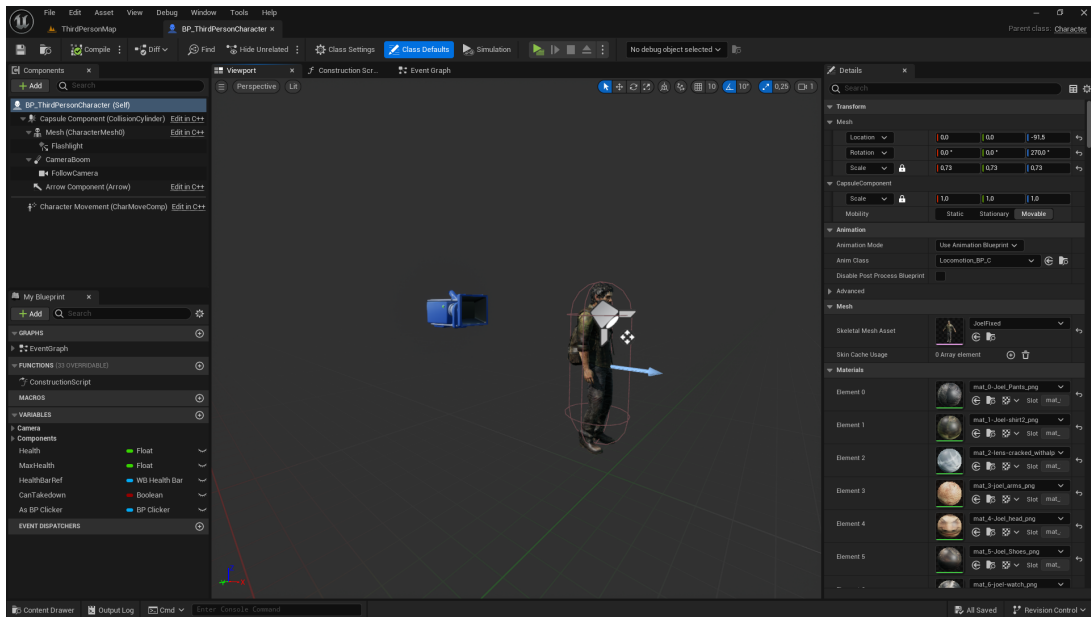 File Edit Asset View Debug Window Tools Help
ThirdPersonMap BP_ThirdPersonCharacter × Parent class: Character
Compile Diff Find Hide Unrelated Class Settings Class Defaults Simulation No debug object selected
Components ×
+ Add Search
BP_ThirdPersonCharacter (Self)
Capsule Component (CollisionCylinder) Edit in C++
Mesh (CharacterMesh0) Edit in C++
Flashlight
CameraBoom
FollowCamera
Arrow Component (Arrow) Edit in C++
Character Movement (CharMoveComp) Edit in C++
My Blueprint ×
+ Add Search
GRAPHS
EventGraph
FUNCTIONS (33 OVERRIDABLE)
ConstructionScript
MACROS
VARIABLES
Camera
Components
Health Float
MaxHealth Float
HealthBarRef WB Health Bar
CanTakedown Boolean
As BP Clicker BP Clicker
EVENT DISPATCHERS
Viewport × Construction Scr... Event Graph
Perspective Lit 10 10° 0,25 1
Details ×
Search
Transform
Mesh
Location 0,0 0,0 -91,5
Rotation 0,0 ° 0,0 ° 270,0 °
Scale 0,73 0,73 0,73
CapsuleComponent
Scale 1,0 1,0 1,0
Mobility Static Stationary Movable
Animation
Animation Mode Use Animation Blueprint
Anim Class Locomotion_BP_C
Disable Post Process Blueprint
Advanced
Mesh
Skeletal Mesh Asset JoelFixed
Skin Cache Usage 0 Array element
Materials
Element 0 mat_0-Joel_Pants_png
Slot mat_
Element 1 mat_1-Joel-shirt2_png
Slot mat_
Element 2 mat_2-lens-cracked_withalp
Slot mat_
Element 3 mat_3-joel_arms_png
Slot mat_
Element 4 mat_4-Joel_head_png
Slot mat_
Element 5 mat_5-Joel_Shoes_png
Slot mat_
mat_6-joel-watch_png
Content Drawer Output Log Cmd Enter Console Command All Saved Revision Control